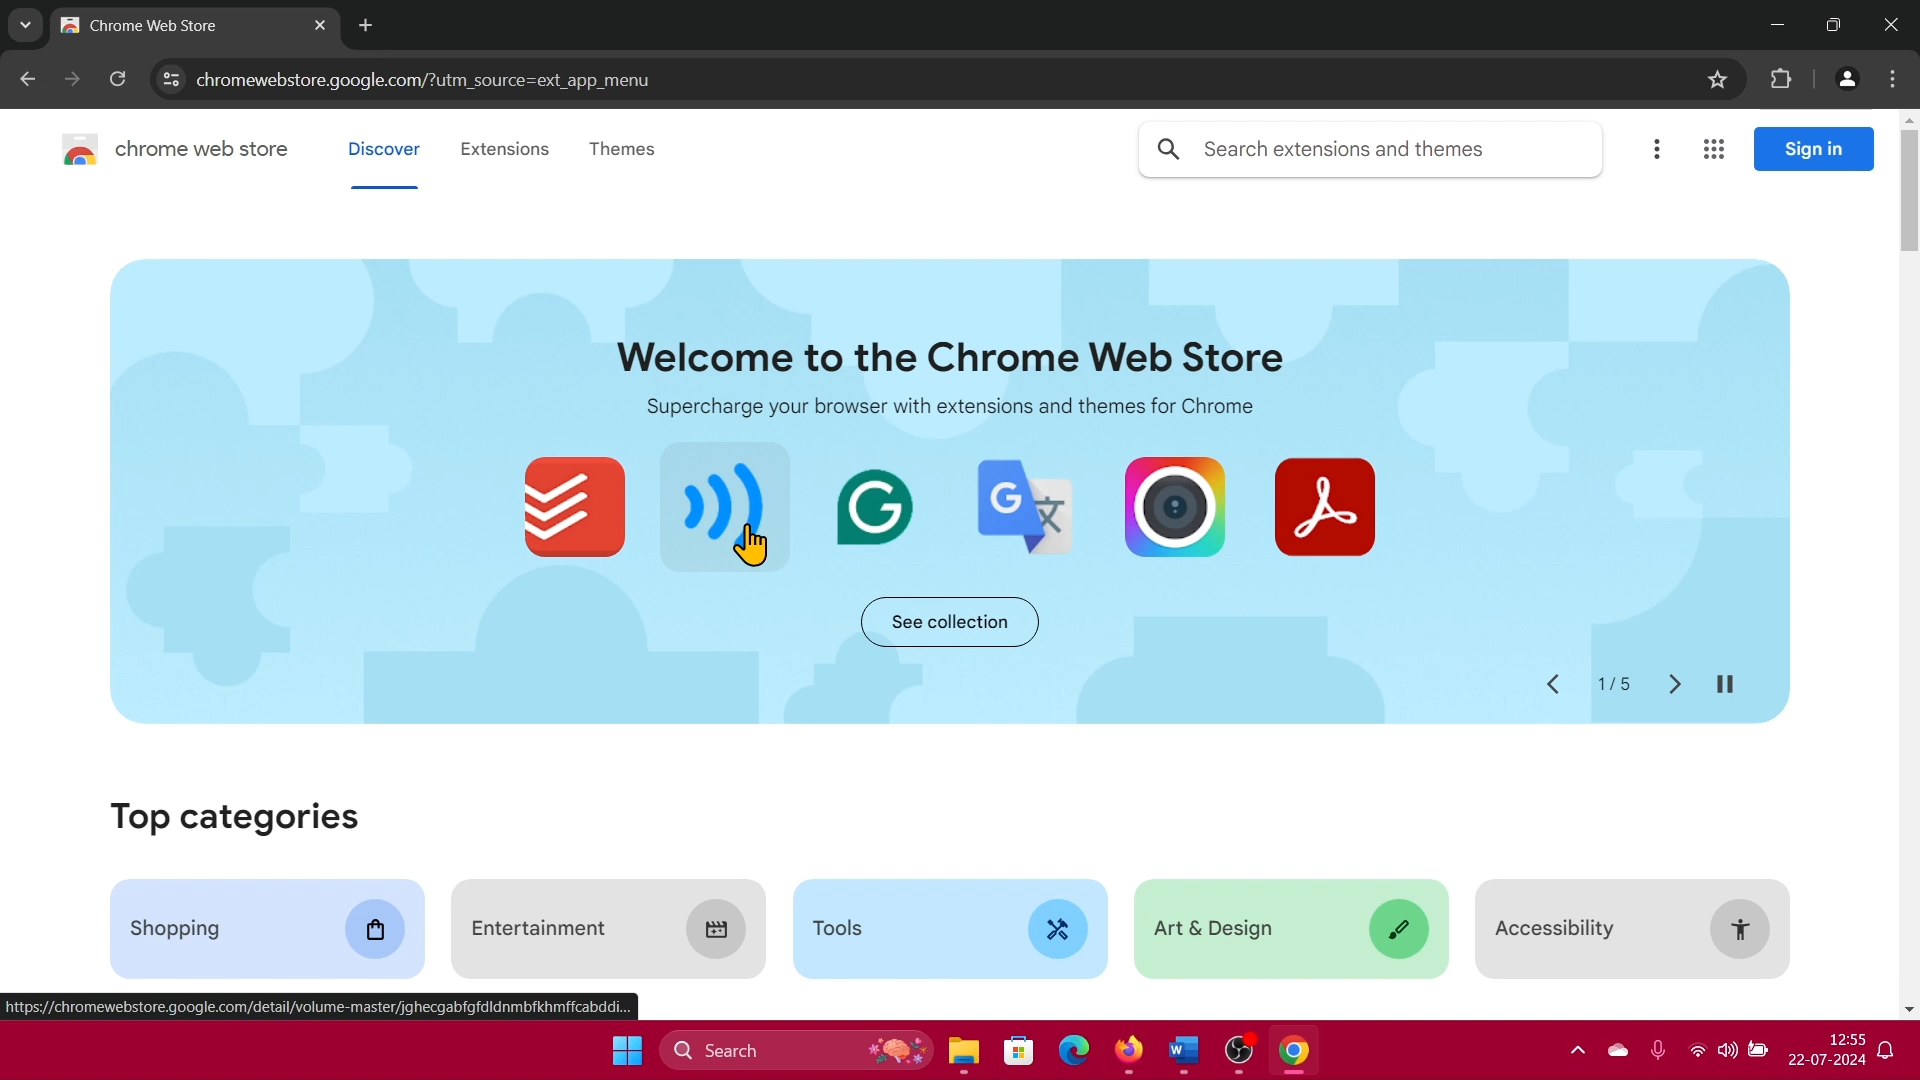 Chrome Web Store
chromewebstore.google.com/?utm_source=ext_app_menu
chrome web store
Discover
Extensions
Themes
Search extensions and themes
Sign in
Welcome to the Chrome Web Store
Supercharge your browser with extensions and themes for Chrome
See collection
1 / 5
Top categories
Shopping
Entertainment
Tools
Art & Design
Accessibility
https://chromewebstore.google.com/detail/volume-master/jghecgabfgfdldnmbfkhmffcabddi...
Search
12:55
22-07-2024